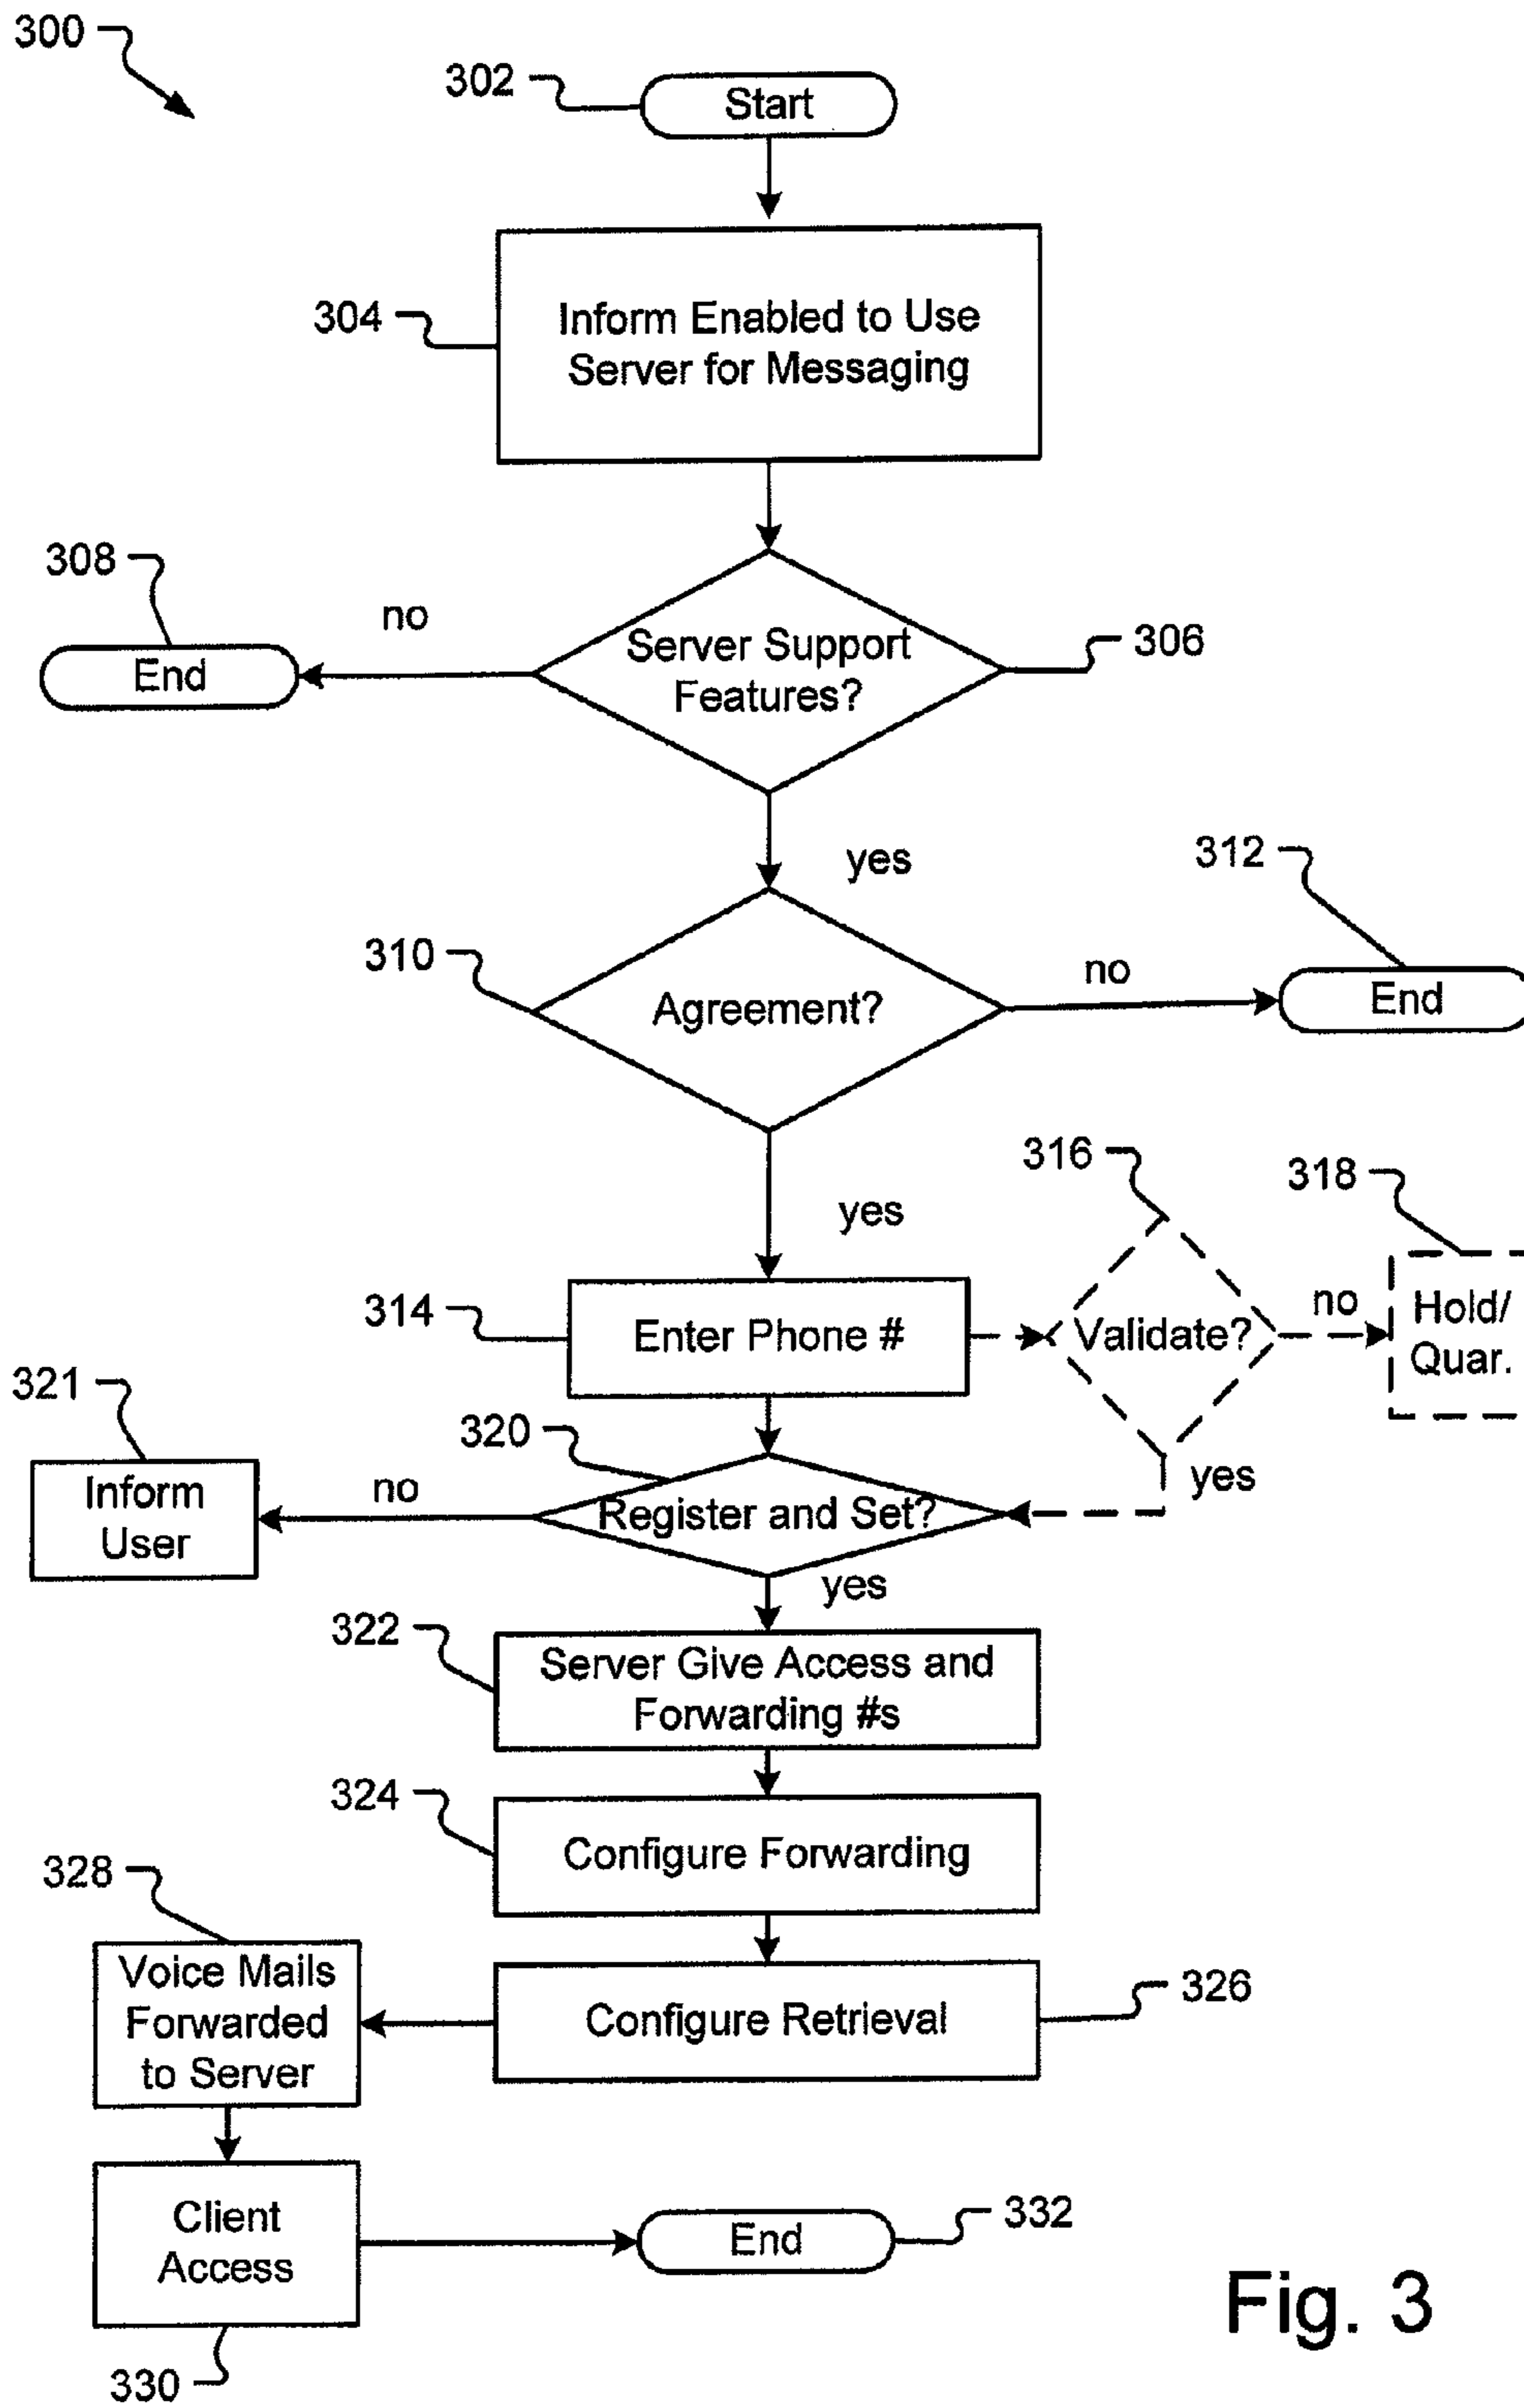 300
302
Start
304
Inform Enabled to Use
Server for Messaging
308
no
End
Server Support
Features?
306
yes
312
310
Agreement?
no
End
yes
316
318
314
Enter Phone #
Validate?
no
Hold/
Quar.
321
320
yes
Inform
User
no
Register and Set?
yes
322
Server Give Access and
Forwarding #s
324
Configure Forwarding
328
Voice Mails
Forwarded
to Server
Configure Retrieval
326
Client
Access
End
332
330
Fig. 3